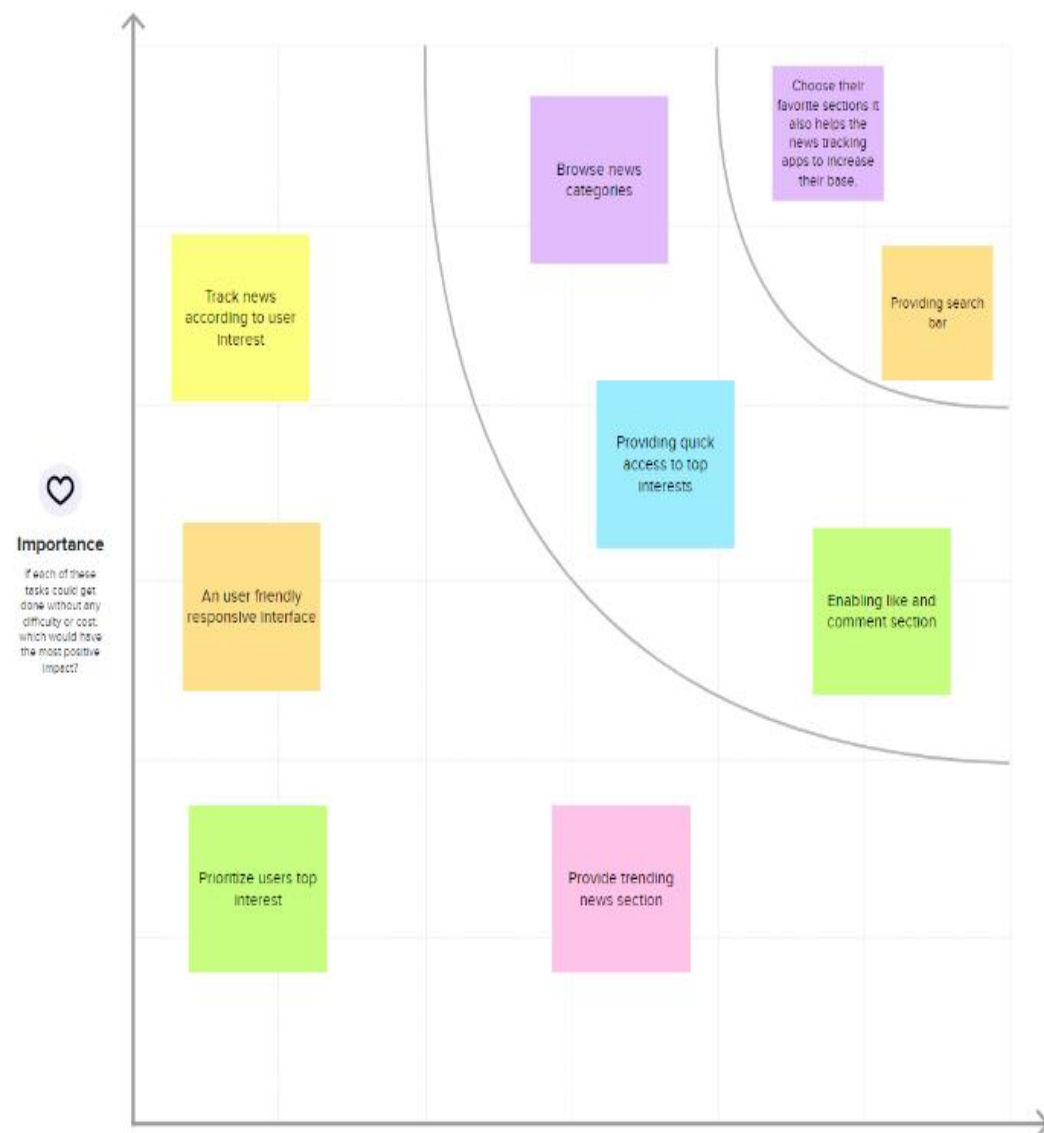 Choose their
favorite sections it
also helps the
news tracking
apps to increase
their base.
Browse news
categories
Track news
according to user
interest
Providing search
bar
Providing quick
access to top
interests
Importance
If each of these
tasks could get
done without any
difficulty or cost,
which would have
the most positive
impact?
An user friendly
responsive interface
Enabling like and
comment section
Prioritize users top
interest
Provide trending
news section